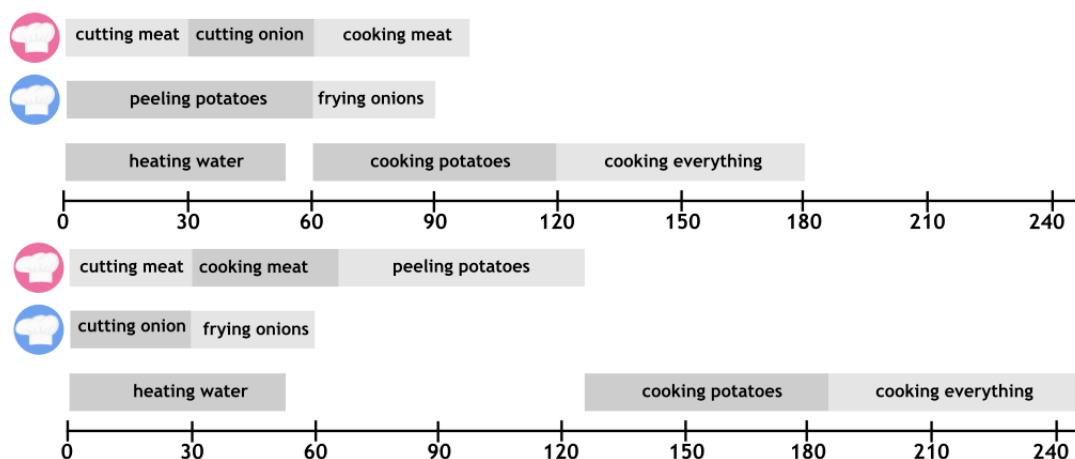 cutting meat cutting onion cooking meat
peeling potatoes frying onions
heating water cooking potatoes cooking everything
0 30 60 90 120 150 180 210 240
cutting meat cooking meat peeling potatoes
cutting onion frying onions
heating water cooking potatoes cooking everything
0 30 60 90 120 150 180 210 240